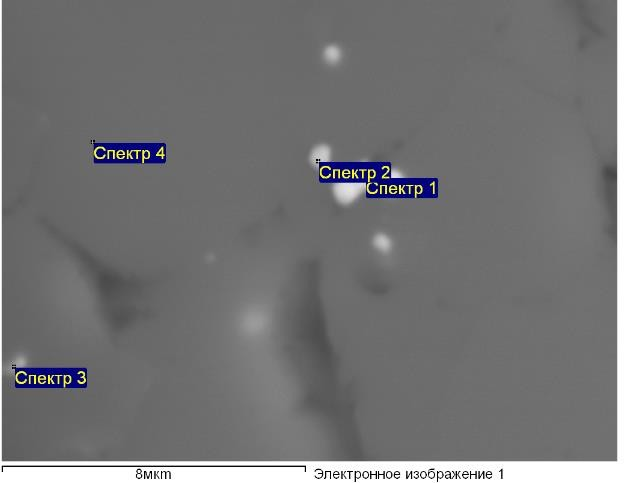 Спектр 4
Спектр 2
Спектр 1
Спектр 3
8мкm
Электронное изображение 1